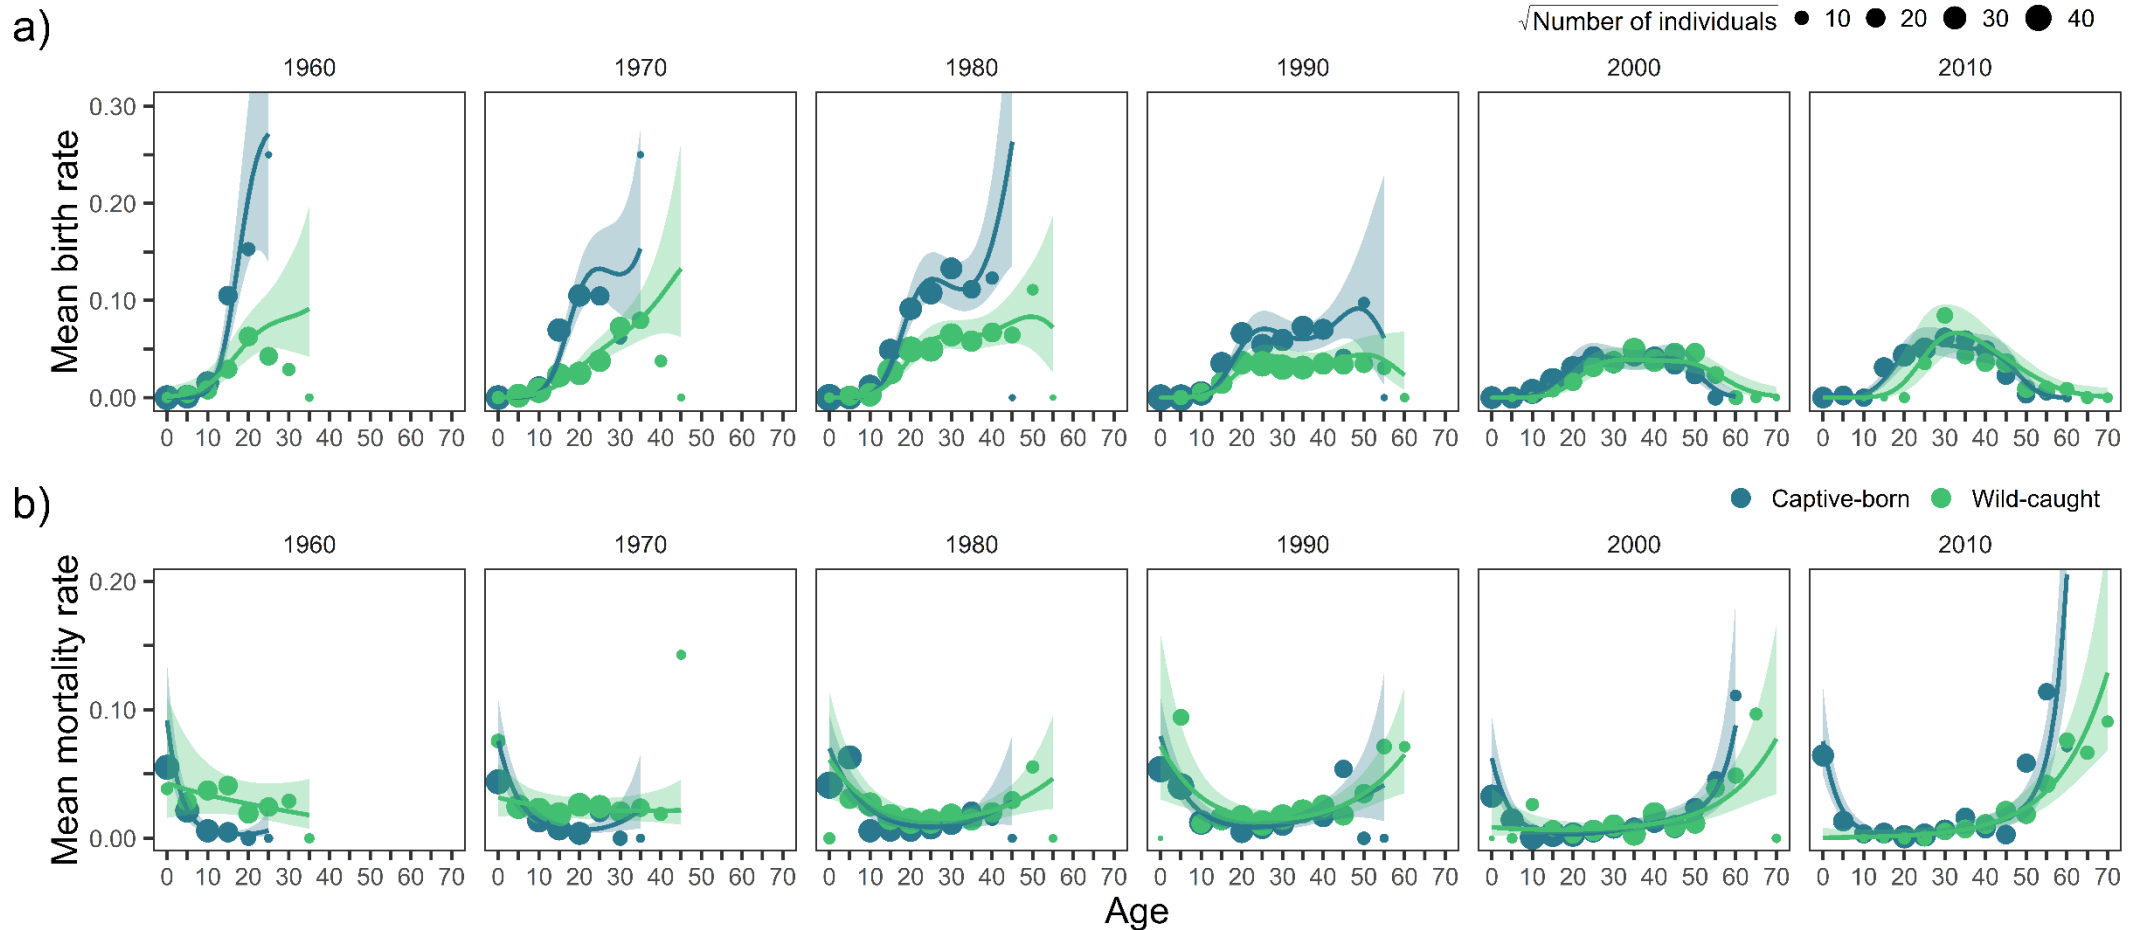 a)
√Number of individuals 10 20 30 40
1960 1970 1980 1990 2000 2010
Mean birth rate
0.30
0.20
0.10
0.00
0 10 20 30 40 50 60 70 0 10 20 30 40 50 60 70 0 10 20 30 40 50 60 70 0 10 20 30 40 50 60 70 0 10 20 30 40 50 60 70 0 10 20 30 40 50 60 70
b)
Captive-born Wild-caught
1960 1970 1980 1990 2000 2010
Mean mortality rate
0.20
0.10
0.00
0 10 20 30 40 50 60 70 0 10 20 30 40 50 60 70 0 10 20 30 40 50 60 70 0 10 20 30 40 50 60 70 0 10 20 30 40 50 60 70 0 10 20 30 40 50 60 70
Age